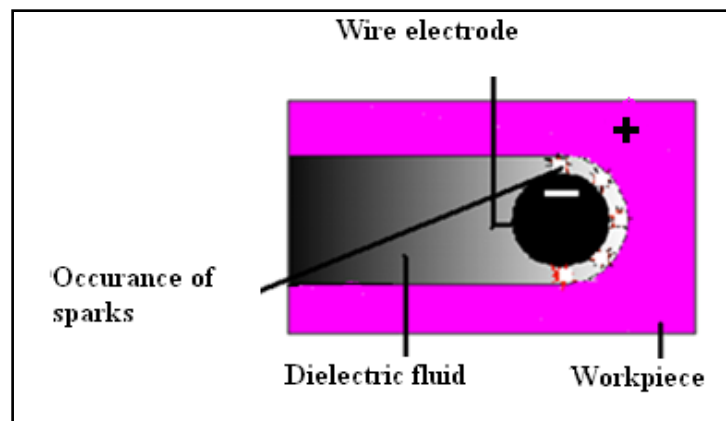 Wire electrode
+
−
Occurance of
sparks
Dielectric fluid
Workpiece